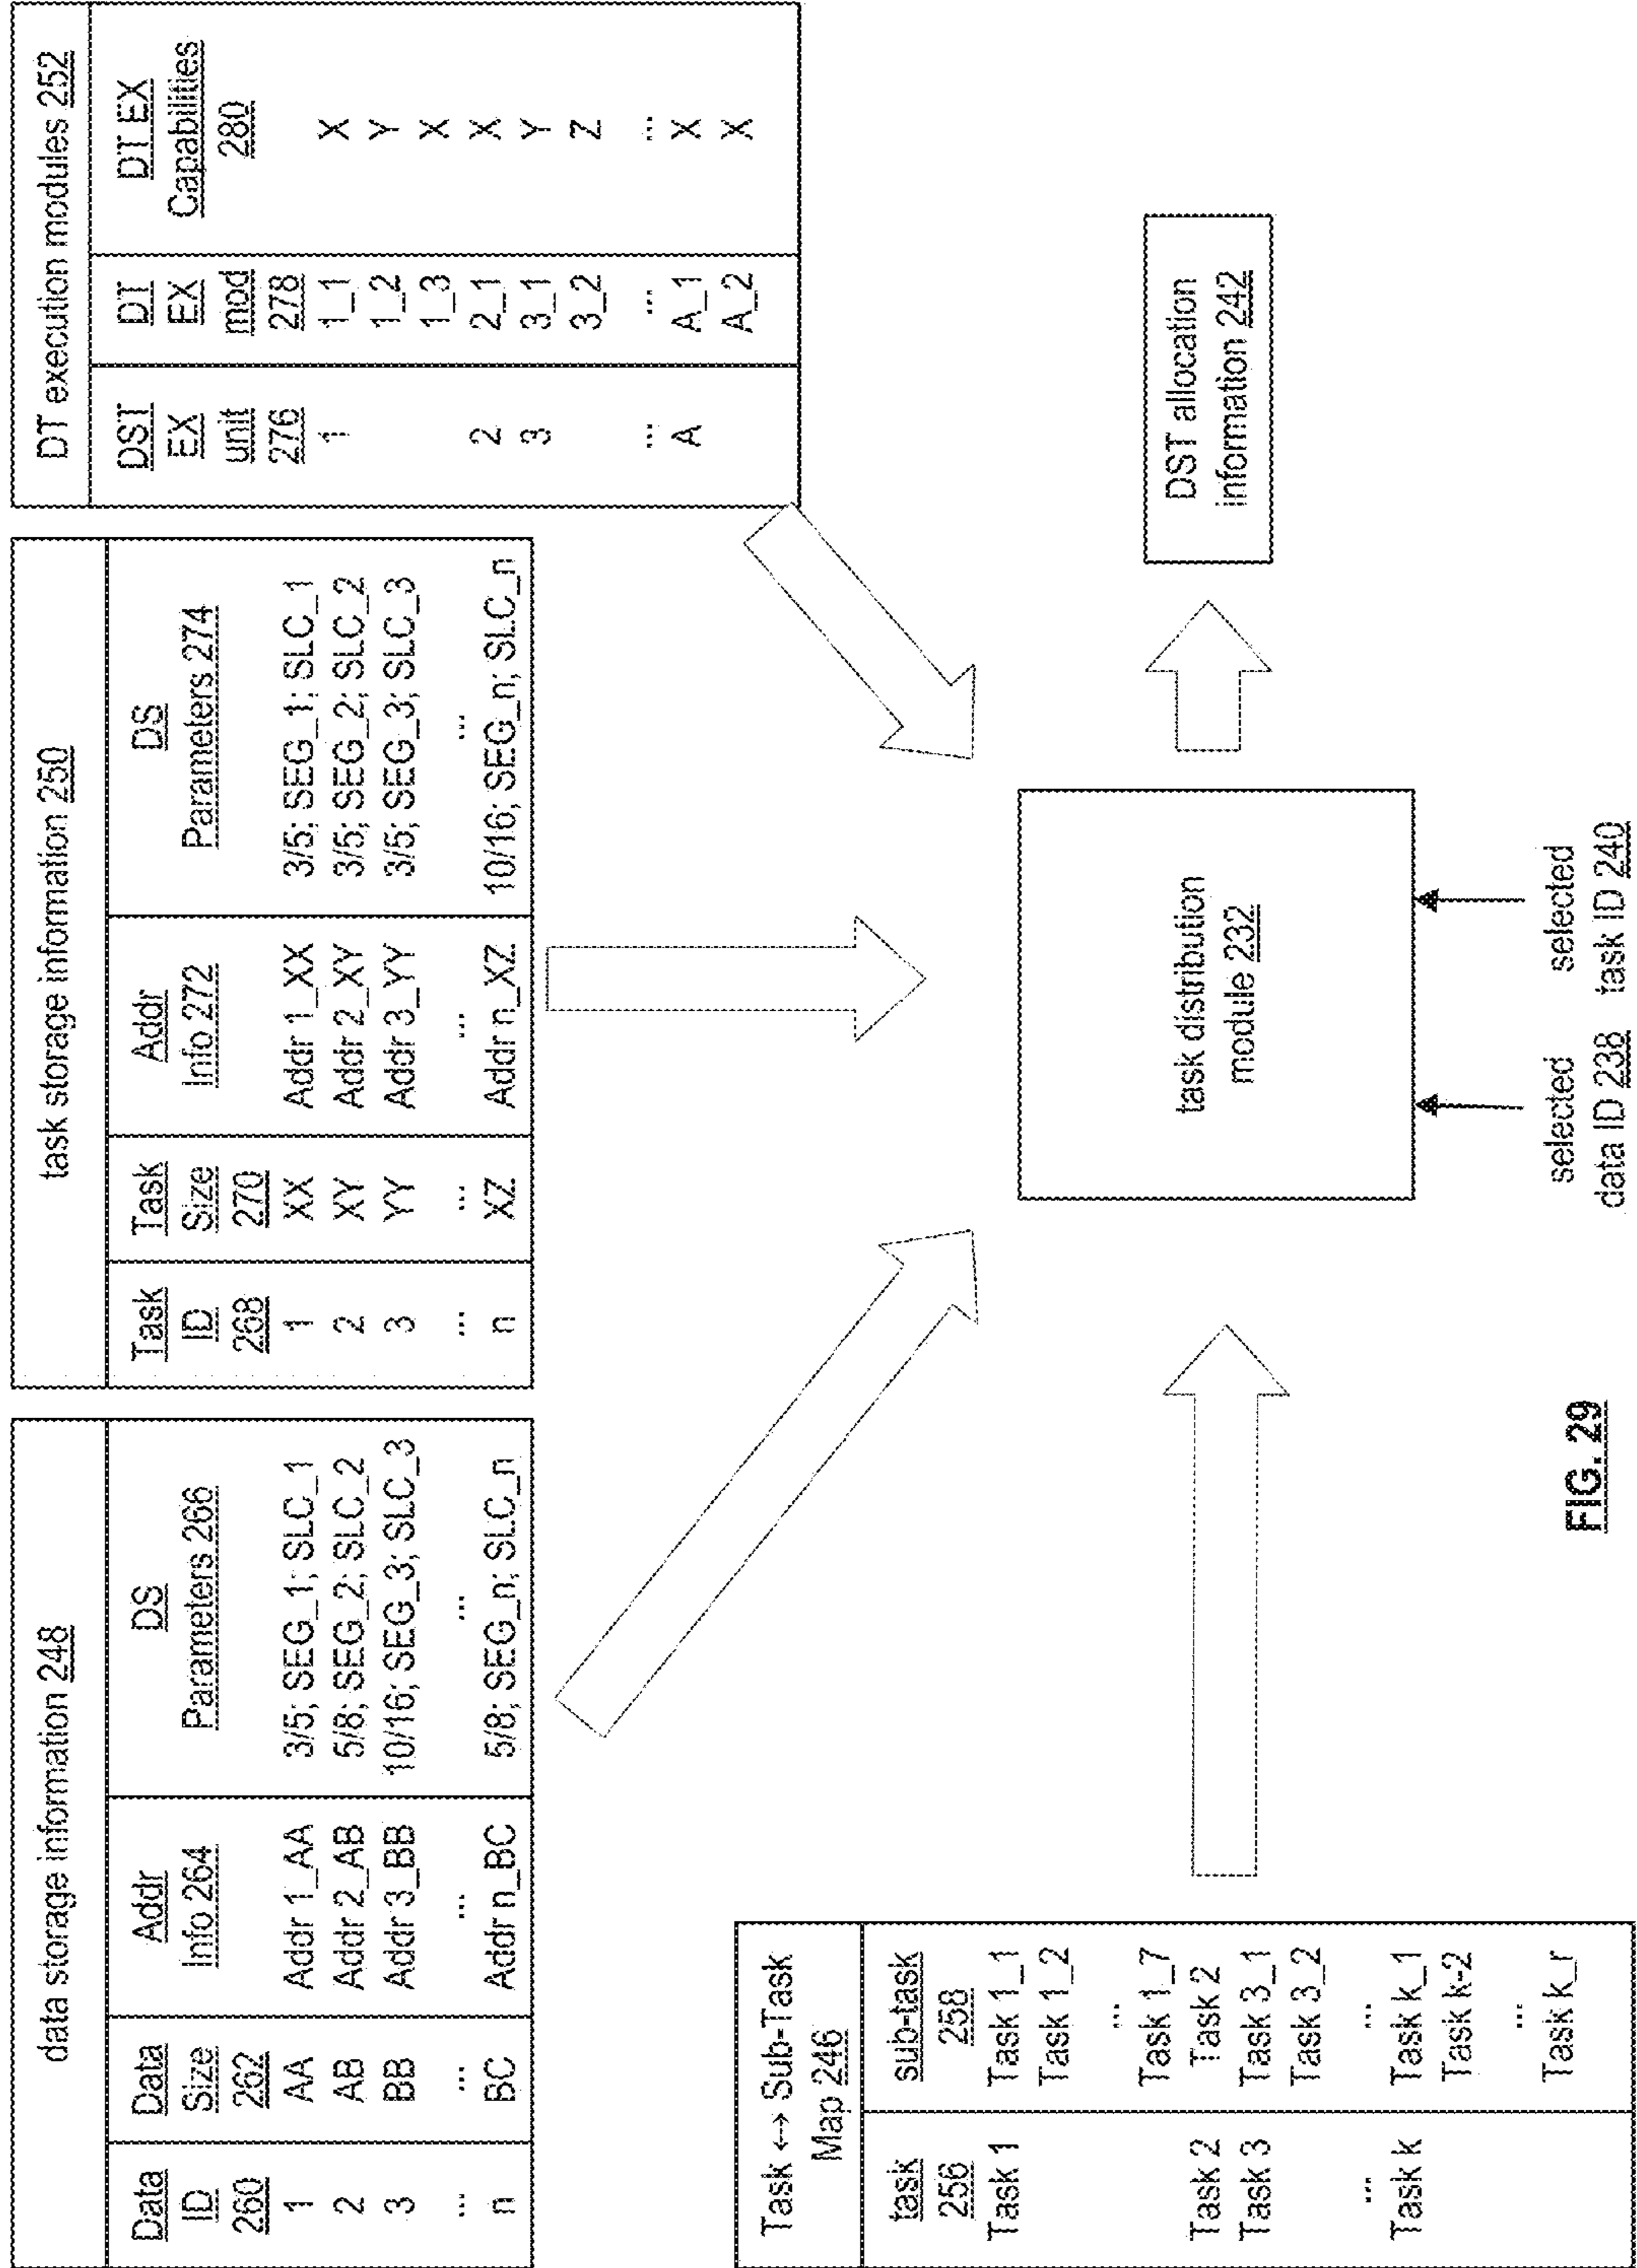 data storage information 248
Data ID 260 Data Size 262 Addr Info 264 DS Parameters 266
1 AA Addr 1_AA 3/5; SEG_1; SLC_1
2 AB Addr 2_AB 5/8; SEG_2; SLC_2
3 BB Addr 3_BB 10/16; SEG_3; SLC_3
... ... ... ...
n BC Addr n_BC 5/8; SEG_n; SLC_n
task storage information 250
Task ID 268 Task Size 270 Addr Info 272 DS Parameters 274
1 XX Addr 1_XX 3/5; SEG_1; SLC_1
2 XY Addr 2_XY 3/5; SEG_2; SLC_2
3 YY Addr 3_YY 3/5; SEG_3; SLC_3
... ... ... ...
n XZ Addr n_XZ 10/16; SEG_n; SLC_n
DT execution modules 252
DST EX unit 276 DT EX mod 278 DT EX Capabilities 280
1 1_1 X
1_2 Y
1_3 X
2 2_1 X
3 3_1 Y
3_2 Z
... ... ...
A A_1 X
A_2 X
Task ↔ Sub-Task
Map 246
task 256 sub-task 258
Task 1 Task 1_1
Task 1_2
...
Task 1_7
Task 2 Task 2
Task 3 Task 3_1
Task 3_2
... ...
Task k Task k_1
Task k-2
...
Task k_r
task distribution
module 232
DST allocation
information 242
selected
data ID 238
selected
task ID 240
FIG. 29